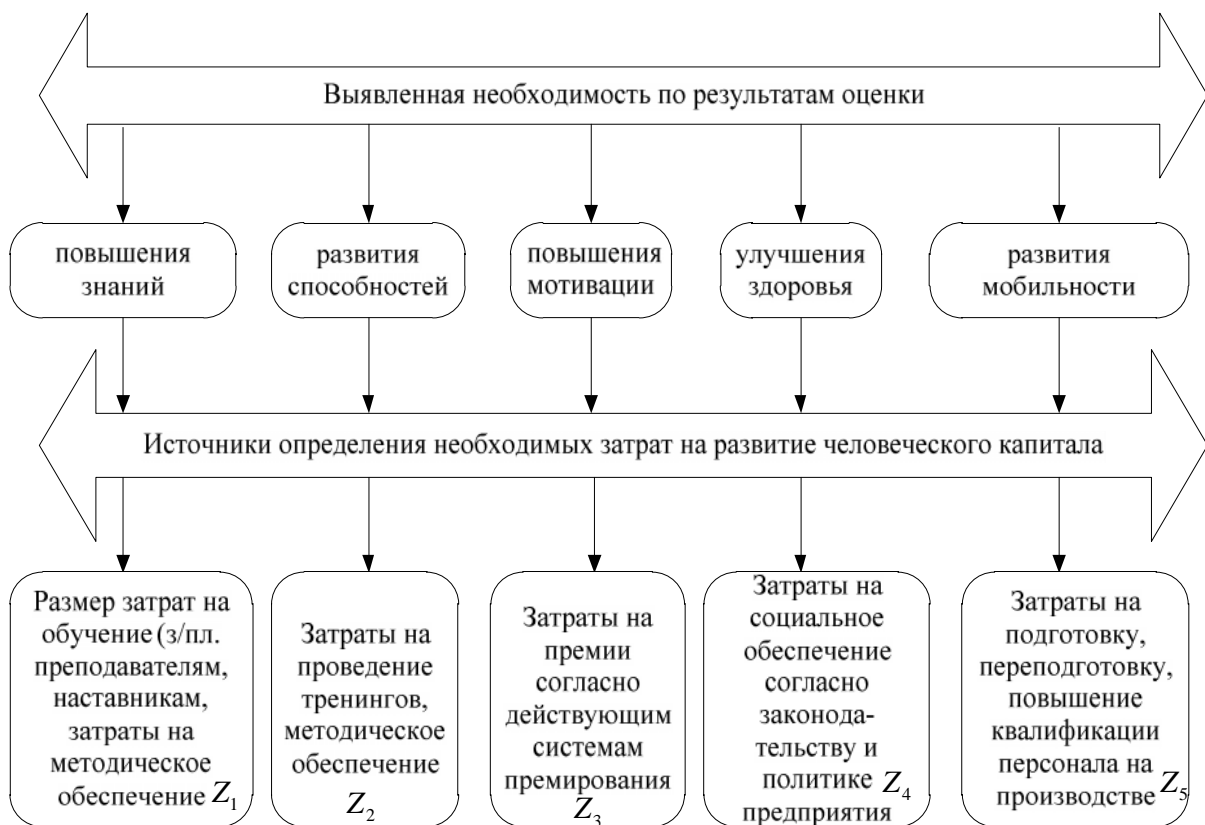 Выявленная необходимость по результатам оценки
повышения
знаний
развития
способностей
повышения
мотивации
улучшения
здоровья
развития
мобильности
Источники определения необходимых затрат на развитие человеческого капитала
Размер затрат на
обучение (з/пл.
преподавателям,
наставникам,
затраты на
методическое
обеспечение Z₁
Затраты на
проведение
тренингов,
методическое
обеспечение
Z₂
Затраты на
премии
согласно
действующим
системам
премирования
Z₃
Затраты на
социальное
обеспечение
согласно
законода-
тельству и
политике
предприятия Z₄
Затраты на
подготовку,
переподготовку,
повышение
квалификации
персонала на
производстве Z₅